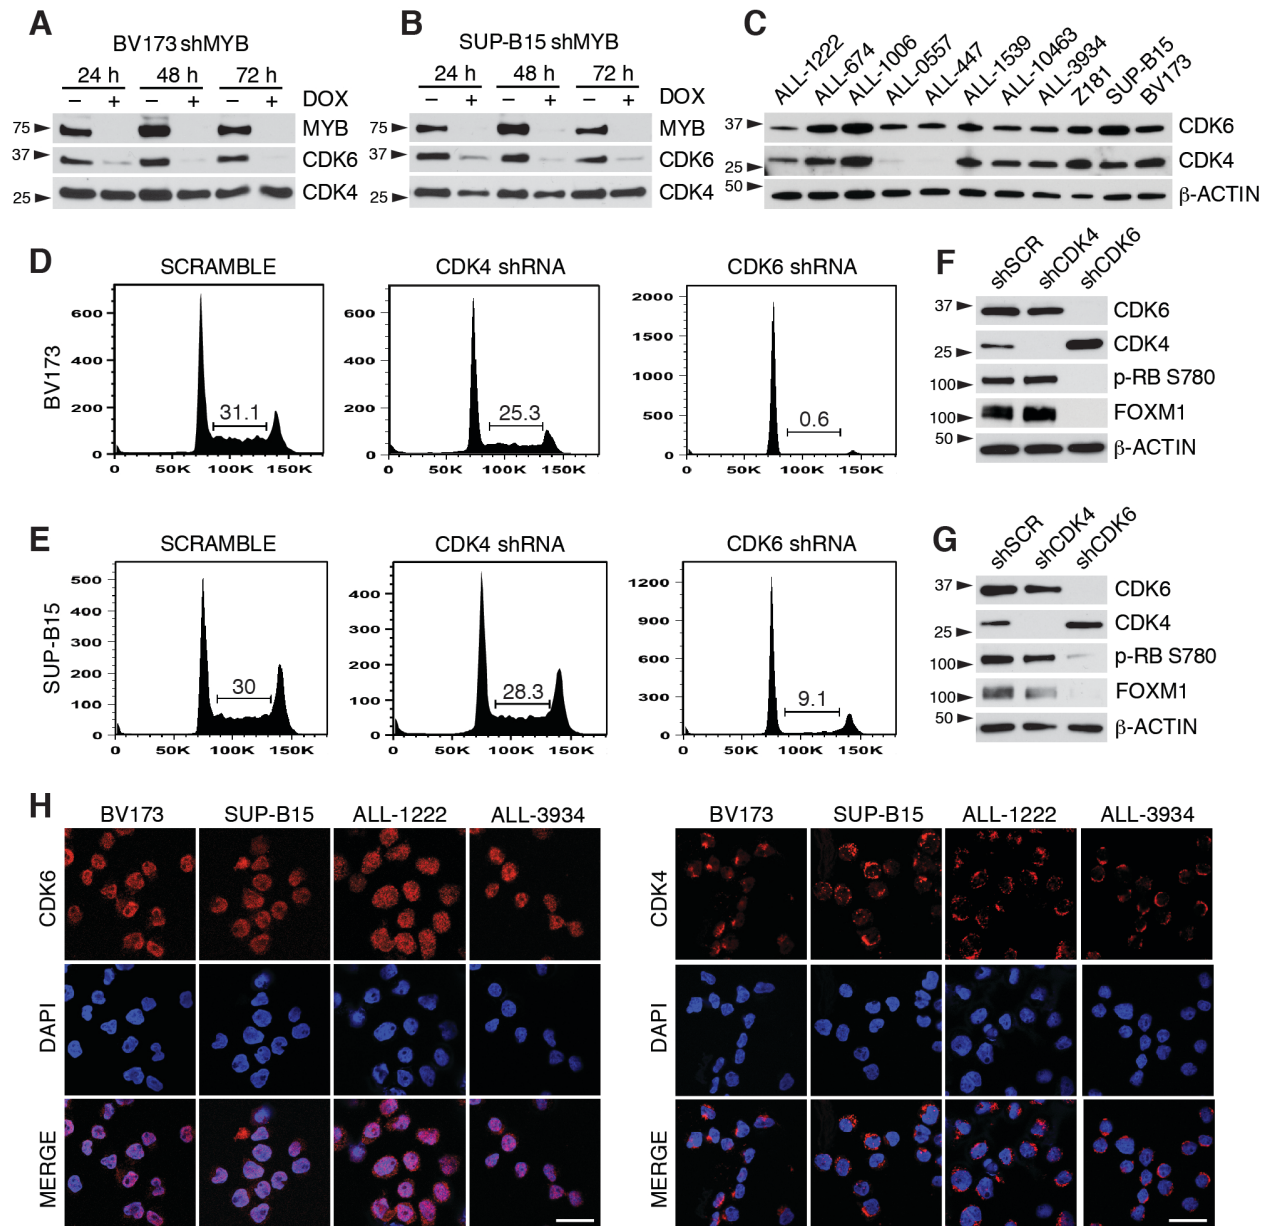 A
BV173 shMYB
24 h 48 h 72 h
– + – + – + DOX
75 MYB
37 CDK6
25 CDK4
B
SUP-B15 shMYB
24 h 48 h 72 h
– + – + – + DOX
75 MYB
37 CDK6
25 CDK4
C
ALL-1222 ALL-674 ALL-1006 ALL-0557 ALL-447 ALL-1539 ALL-10463 ALL-3934 Z181 SUP-B15 BV173
37 CDK6
25 CDK4
50 β-ACTIN
D
BV173
SCRAMBLE
600
400
200
0
31.1
0 50K 100K 150K
CDK4 shRNA
600
400
200
0
25.3
0 50K 100K 150K
CDK6 shRNA
2000
1500
1000
500
0
0.6
0 50K 100K 150K
E
SUP-B15
SCRAMBLE
500
400
300
200
100
0
30
0 50K 100K 150K
CDK4 shRNA
400
300
200
100
0
28.3
0 50K 100K 150K
CDK6 shRNA
1200
900
600
300
0
9.1
0 50K 100K 150K
F
shSCR shCDK4 shCDK6
37 CDK6
25 CDK4
100 p-RB S780
100 FOXM1
50 β-ACTIN
G
shSCR shCDK4 shCDK6
37 CDK6
25 CDK4
100 p-RB S780
100 FOXM1
50 β-ACTIN
H
BV173 SUP-B15 ALL-1222 ALL-3934
CDK6
DAPI
MERGE
BV173 SUP-B15 ALL-1222 ALL-3934
CDK4
DAPI
MERGE